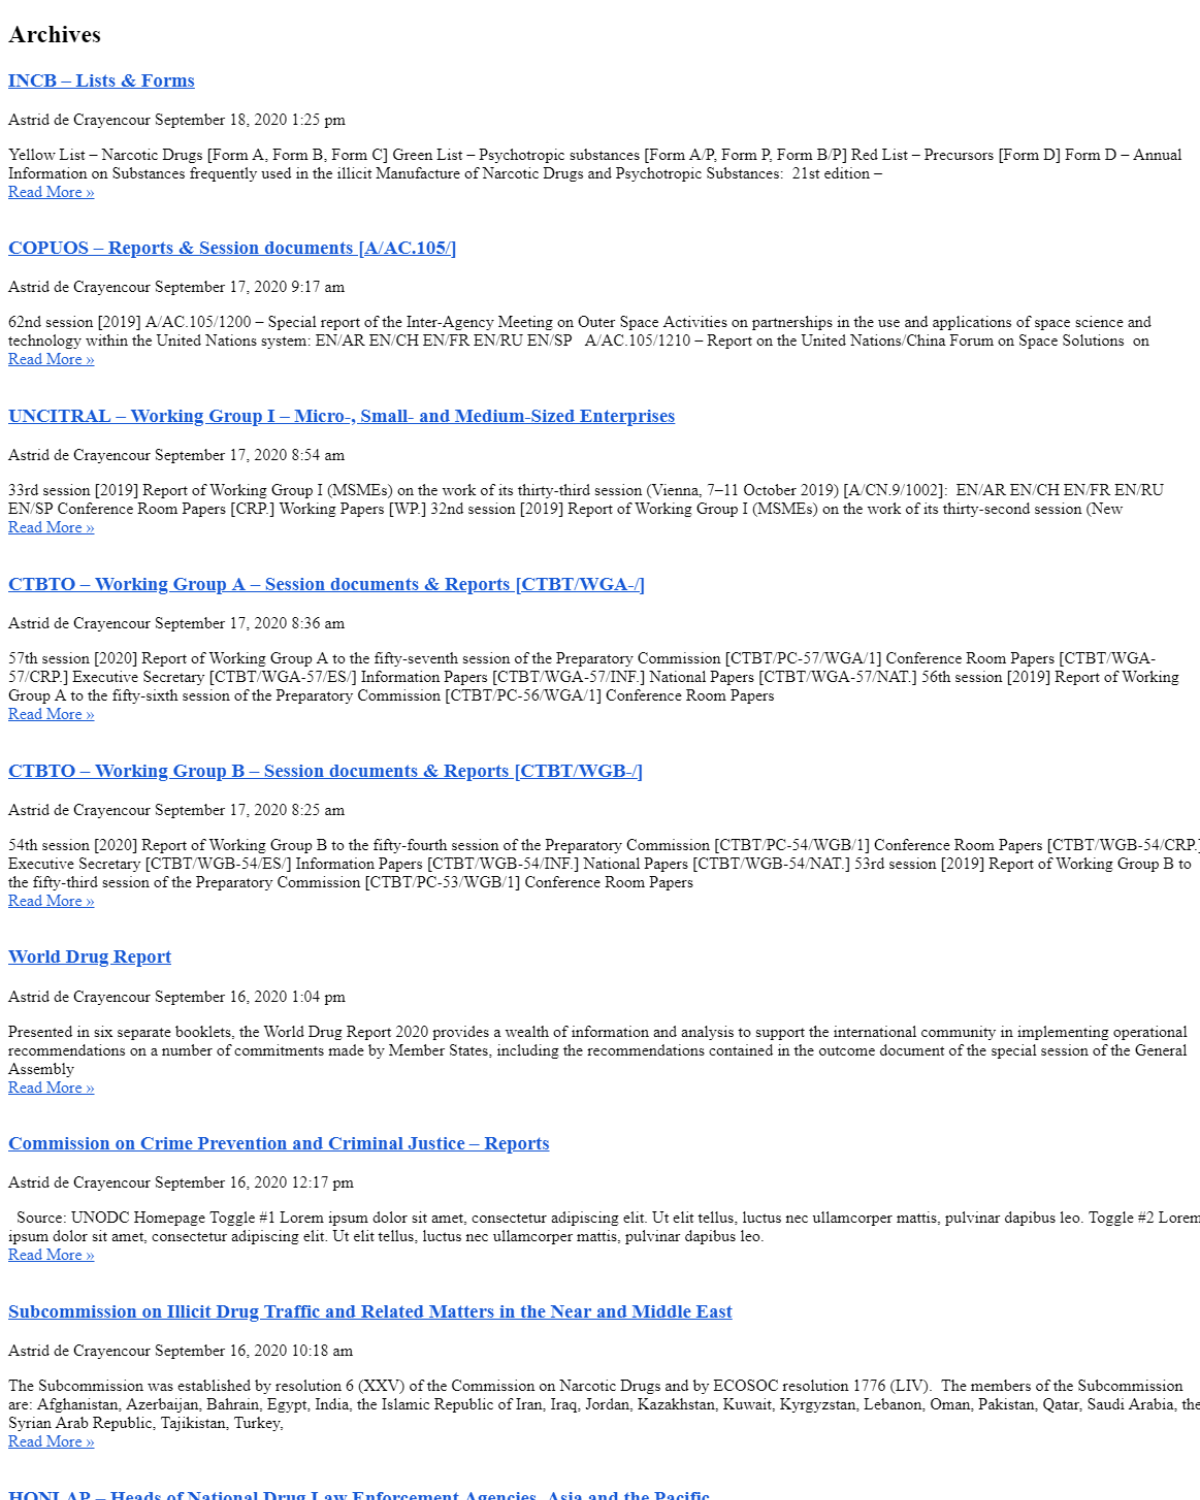 Archives
INCB – Lists & Forms
Astrid de Crayencour September 18, 2020 1:25 pm
Yellow List – Narcotic Drugs [Form A, Form B, Form C] Green List – Psychotropic substances [Form A/P, Form P, Form B/P] Red List – Precursors [Form D] Form D – Annual
Information on Substances frequently used in the illicit Manufacture of Narcotic Drugs and Psychotropic Substances:  21st edition –
Read More »
COPUOS – Reports & Session documents [A/AC.105/]
Astrid de Crayencour September 17, 2020 9:17 am
62nd session [2019] A/AC.105/1200 – Special report of the Inter-Agency Meeting on Outer Space Activities on partnerships in the use and applications of space science and
technology within the United Nations system: EN/AR EN/CH EN/FR EN/RU EN/SP   A/AC.105/1210 – Report on the United Nations/China Forum on Space Solutions  on
Read More »
UNCITRAL – Working Group I – Micro-, Small- and Medium-Sized Enterprises
Astrid de Crayencour September 17, 2020 8:54 am
33rd session [2019] Report of Working Group I (MSMEs) on the work of its thirty-third session (Vienna, 7–11 October 2019) [A/CN.9/1002]:  EN/AR EN/CH EN/FR EN/RU
EN/SP Conference Room Papers [CRP.] Working Papers [WP.] 32nd session [2019] Report of Working Group I (MSMEs) on the work of its thirty-second session (New
Read More »
CTBTO – Working Group A – Session documents & Reports [CTBT/WGA-/]
Astrid de Crayencour September 17, 2020 8:36 am
57th session [2020] Report of Working Group A to the fifty-seventh session of the Preparatory Commission [CTBT/PC-57/WGA/1] Conference Room Papers [CTBT/WGA-
57/CRP.] Executive Secretary [CTBT/WGA-57/ES/] Information Papers [CTBT/WGA-57/INF.] National Papers [CTBT/WGA-57/NAT.] 56th session [2019] Report of Working
Group A to the fifty-sixth session of the Preparatory Commission [CTBT/PC-56/WGA/1] Conference Room Papers
Read More »
CTBTO – Working Group B – Session documents & Reports [CTBT/WGB-/]
Astrid de Crayencour September 17, 2020 8:25 am
54th session [2020] Report of Working Group B to the fifty-fourth session of the Preparatory Commission [CTBT/PC-54/WGB/1] Conference Room Papers [CTBT/WGB-54/CRP.]
Executive Secretary [CTBT/WGB-54/ES/] Information Papers [CTBT/WGB-54/INF.] National Papers [CTBT/WGB-54/NAT.] 53rd session [2019] Report of Working Group B to
the fifty-third session of the Preparatory Commission [CTBT/PC-53/WGB/1] Conference Room Papers
Read More »
World Drug Report
Astrid de Crayencour September 16, 2020 1:04 pm
Presented in six separate booklets, the World Drug Report 2020 provides a wealth of information and analysis to support the international community in implementing operational
recommendations on a number of commitments made by Member States, including the recommendations contained in the outcome document of the special session of the General
Assembly
Read More »
Commission on Crime Prevention and Criminal Justice – Reports
Astrid de Crayencour September 16, 2020 12:17 pm
Source: UNODC Homepage Toggle #1 Lorem ipsum dolor sit amet, consectetur adipiscing elit. Ut elit tellus, luctus nec ullamcorper mattis, pulvinar dapibus leo. Toggle #2 Lorem
ipsum dolor sit amet, consectetur adipiscing elit. Ut elit tellus, luctus nec ullamcorper mattis, pulvinar dapibus leo.
Read More »
Subcommission on Illicit Drug Traffic and Related Matters in the Near and Middle East
Astrid de Crayencour September 16, 2020 10:18 am
The Subcommission was established by resolution 6 (XXV) of the Commission on Narcotic Drugs and by ECOSOC resolution 1776 (LIV).  The members of the Subcommission
are: Afghanistan, Azerbaijan, Bahrain, Egypt, India, the Islamic Republic of Iran, Iraq, Jordan, Kazakhstan, Kuwait, Kyrgyzstan, Lebanon, Oman, Pakistan, Qatar, Saudi Arabia, the
Syrian Arab Republic, Tajikistan, Turkey,
Read More »
HONLAP – Heads of National Drug Law Enforcement Agencies, Asia and the Pacific